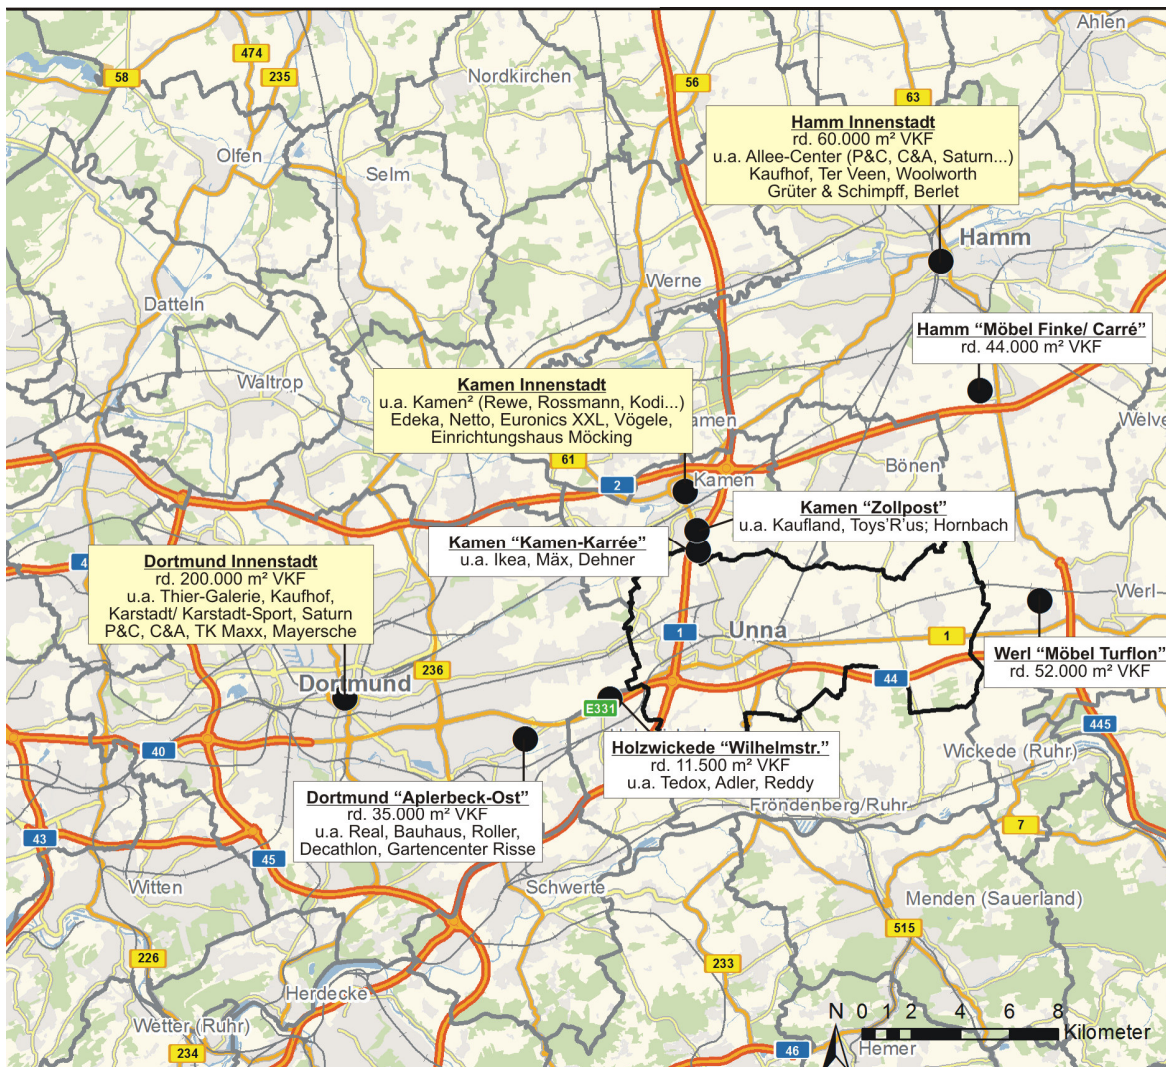 Ahlen
474
58
235
Nordkirchen
56
63
Hamm Innenstadt
rd. 60.000 m² VKF
u.a. Allee-Center (P&C, C&A, Saturn...)
Kaufhof, Ter Veen, Woolworth
Grüter & Schimpff, Berlet
Olfen
Selm
Hamm
Werne
Datteln
Hamm “Möbel Finke/ Carré”
rd. 44.000 m² VKF
Waltrop
Kamen Innenstadt
u.a. Kamen² (Rewe, Rossmann, Kodi...)
Edeka, Netto, Euronics XXL, Vögele,
Einrichtungshaus Möcking
amen
Welve
61
2
Kamen
Bönen
Kamen “Zollpost”
u.a. Kaufland, Toys’R’us; Hornbach
Kamen “Kamen-Karrée”
u.a. Ikea, Mäx, Dehner
4
Dortmund Innenstadt
rd. 200.000 m² VKF
u.a. Thier-Galerie, Kaufhof,
Karstadt/ Karstadt-Sport, Saturn
P&C, C&A, TK Maxx, Mayersche
Werl
1
Unna
1
Werl “Möbel Turflon”
rd. 52.000 m² VKF
236
44
Dortmund
E331
445
40
Holzwickede “Wilhelmstr.”
rd. 11.500 m² VKF
u.a. Tedox, Adler, Reddy
Wickede (Ruhr)
Dortmund “Aplerbeck-Ost”
rd. 35.000 m² VKF
u.a. Real, Bauhaus, Roller,
Decathlon, Gartencenter Risse
Fröndenberg/Ruhr
7
43
45
Witten
Schwerte
Menden (Sauerland)
515
226
233
Herdecke
Wetter (Ruhr)
234
N
0 1 2 4 6 8
Kilometer
46
Hemer